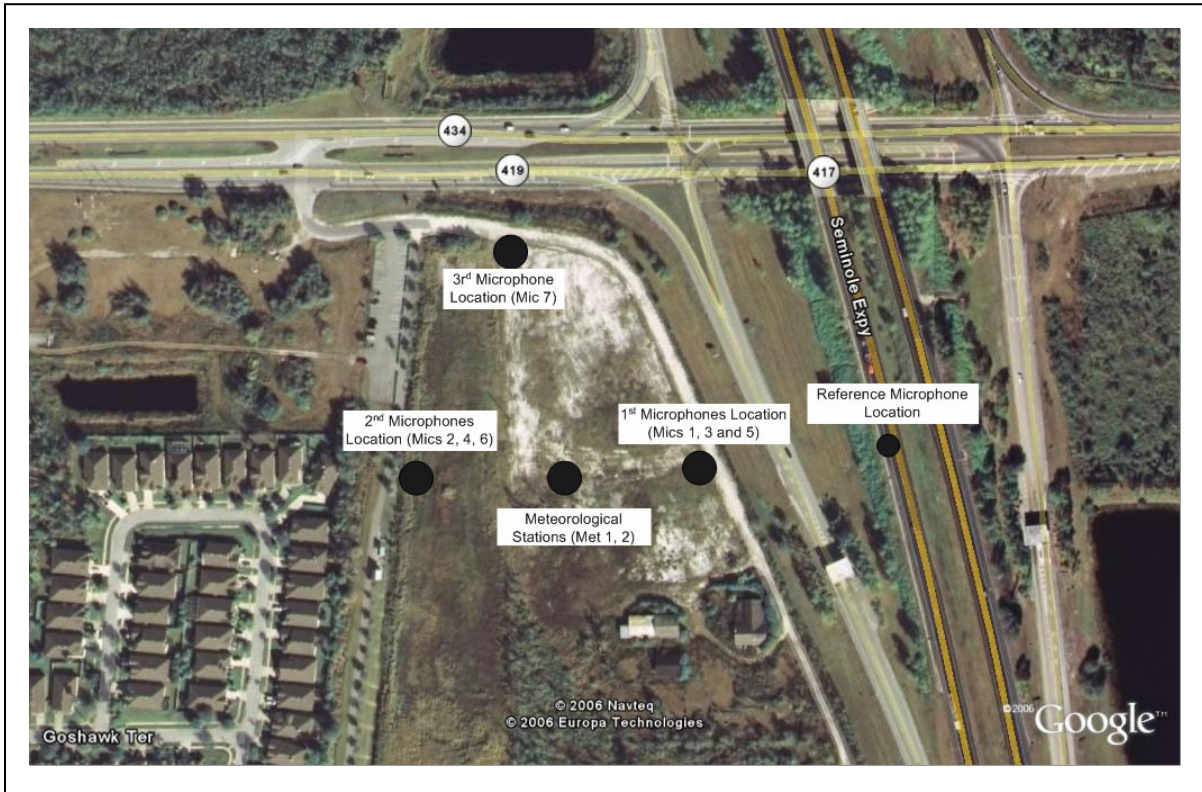 434
419
417
Seminole Expy
3rd Microphone
Location (Mic 7)
2nd Microphones
Location (Mics 2, 4, 6)
1st Microphones Location
(Mics 1, 3 and 5)
Reference Microphone
Location
Meteorological
Stations (Met 1, 2)
© 2006 Navteq
© 2006 Europa Technologies
Goshawk Ter
©2006 Google™